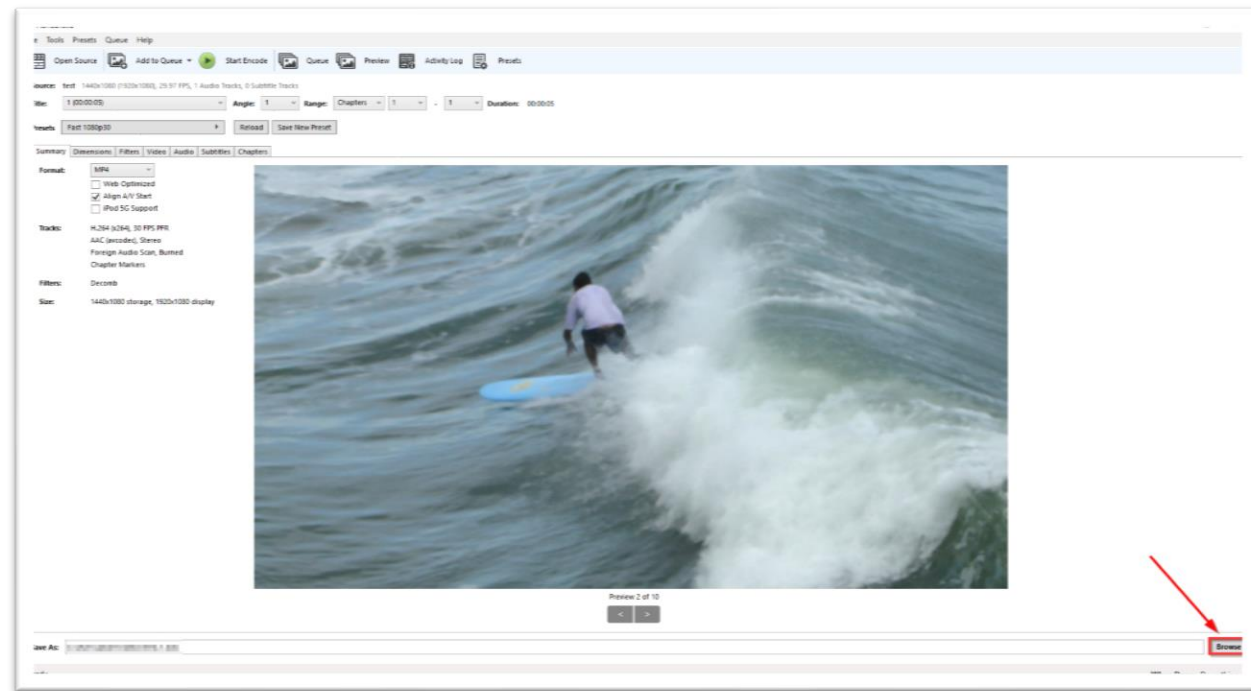 e Tools Presets Queue Help
Open Source Add to Queue Start Encode Queue Preview Activity Log Presets
ource: test 1440x1080 (1920x1080), 29.97 FPS, 1 Audio Tracks, 0 Subtitle Tracks
itle: 1 (00:00:05) Angle: 1 Range: Chapters 1 - 1 Duration: 00:00:05
resets Fast 1080p30 Reload Save New Preset
Summary Dimensions Filters Video Audio Subtitles Chapters
Format: MP4
Web Optimized
Align A/V Start
iPod 5G Support
Tracks: H.264 (x264), 30 FPS PFR
AAC (avcodec), Stereo
Foreign Audio Scan, Burned
Chapter Markers
Filters: Decomb
Size: 1440x1080 storage, 1920x1080 display
Preview 2 of 10
< >
ave As: Browse